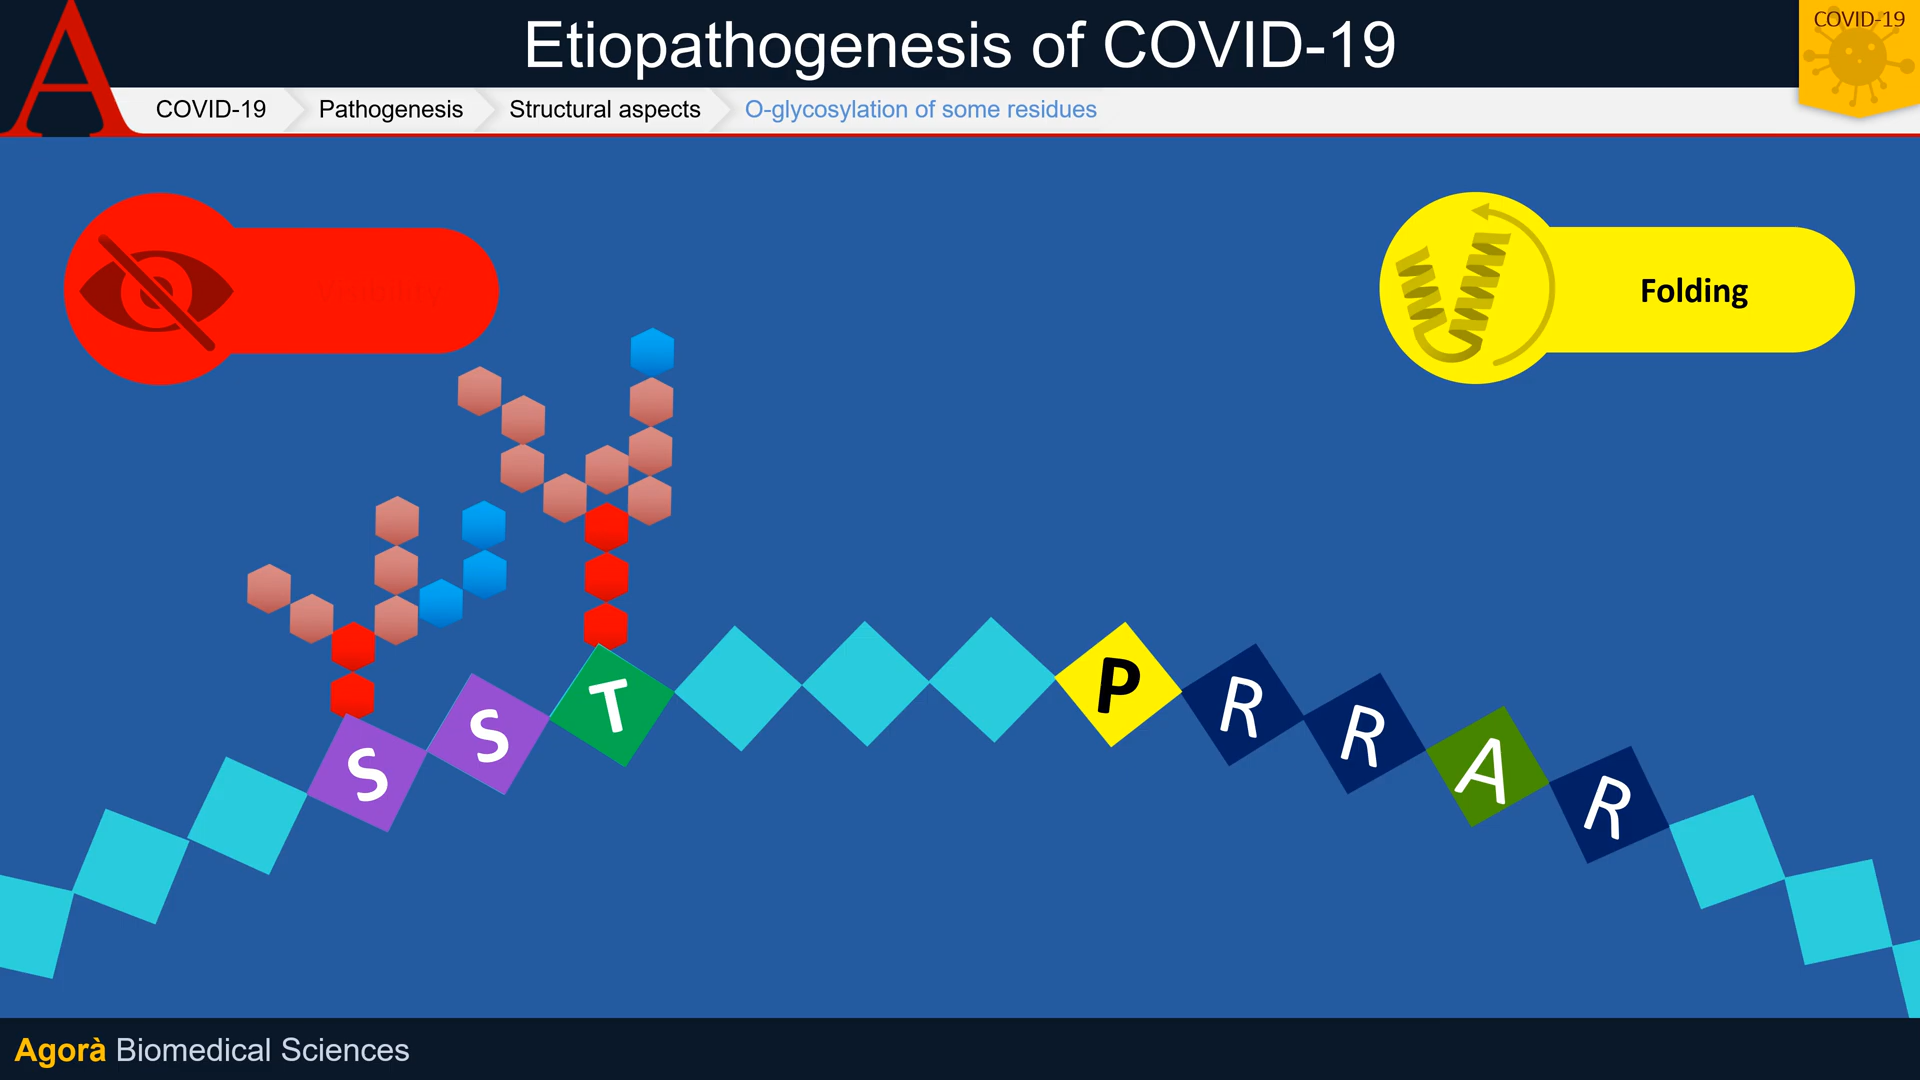 A
Etiopathogenesis of COVID-19
COVID-19
COVID-19
Pathogenesis
Structural aspects
O-glycosylation of some residues
Visibility
Folding
S
S
T
P
R
R
A
R
Agorà Biomedical Sciences